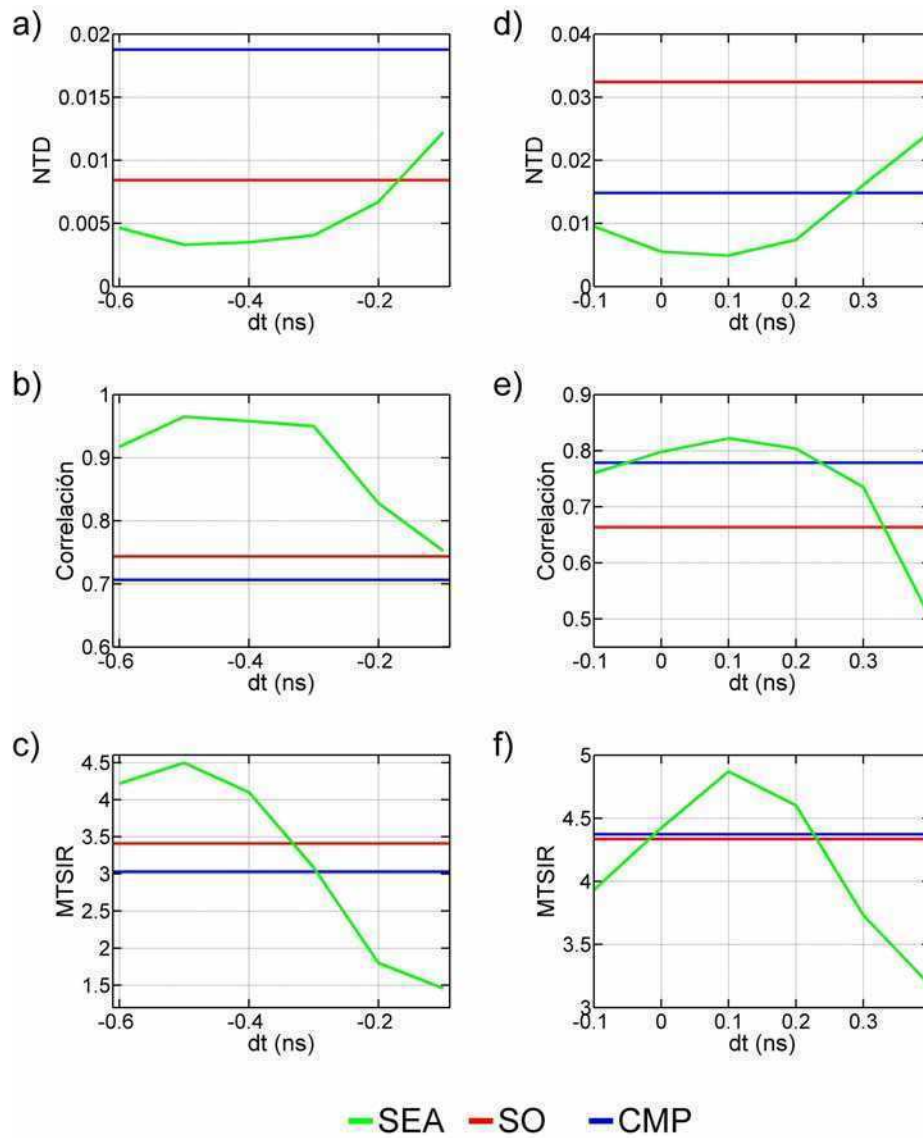 a)
0.02
0.015
0.01
0.005
0
NTD
-0.6
-0.4
-0.2
dt (ns)
d)
0.04
0.03
0.02
0.01
0
NTD
-0.1
0
0.1
0.2
0.3
dt (ns)
b)
1
0.9
0.8
0.7
0.6
Correlación
-0.6
-0.4
-0.2
dt (ns)
e)
0.9
0.8
0.7
0.6
0.5
Correlación
-0.1
0
0.1
0.2
0.3
dt (ns)
c)
4.5
4
3.5
3
2.5
2
1.5
MTSIR
-0.6
-0.4
-0.2
dt (ns)
f)
5
4.5
4
3.5
3
MTSIR
-0.1
0
0.1
0.2
0.3
dt (ns)
SEA SO CMP